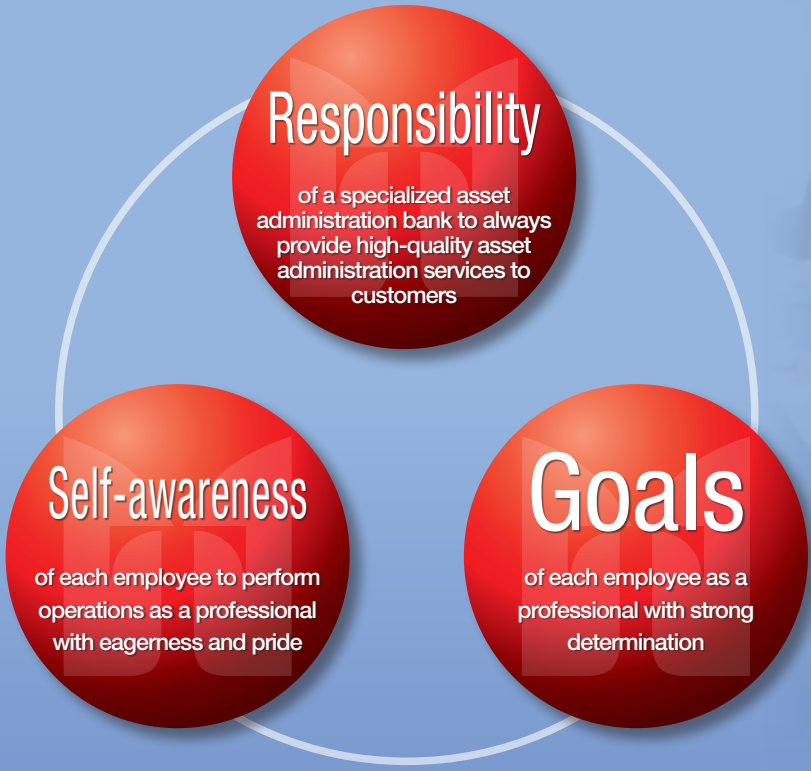 Responsibility
of a specialized asset
administration bank to always
provide high-quality asset
administration services to
customers
Self-awareness
of each employee to perform
operations as a professional
with eagerness and pride
Goals
of each employee as a
professional with strong
determination